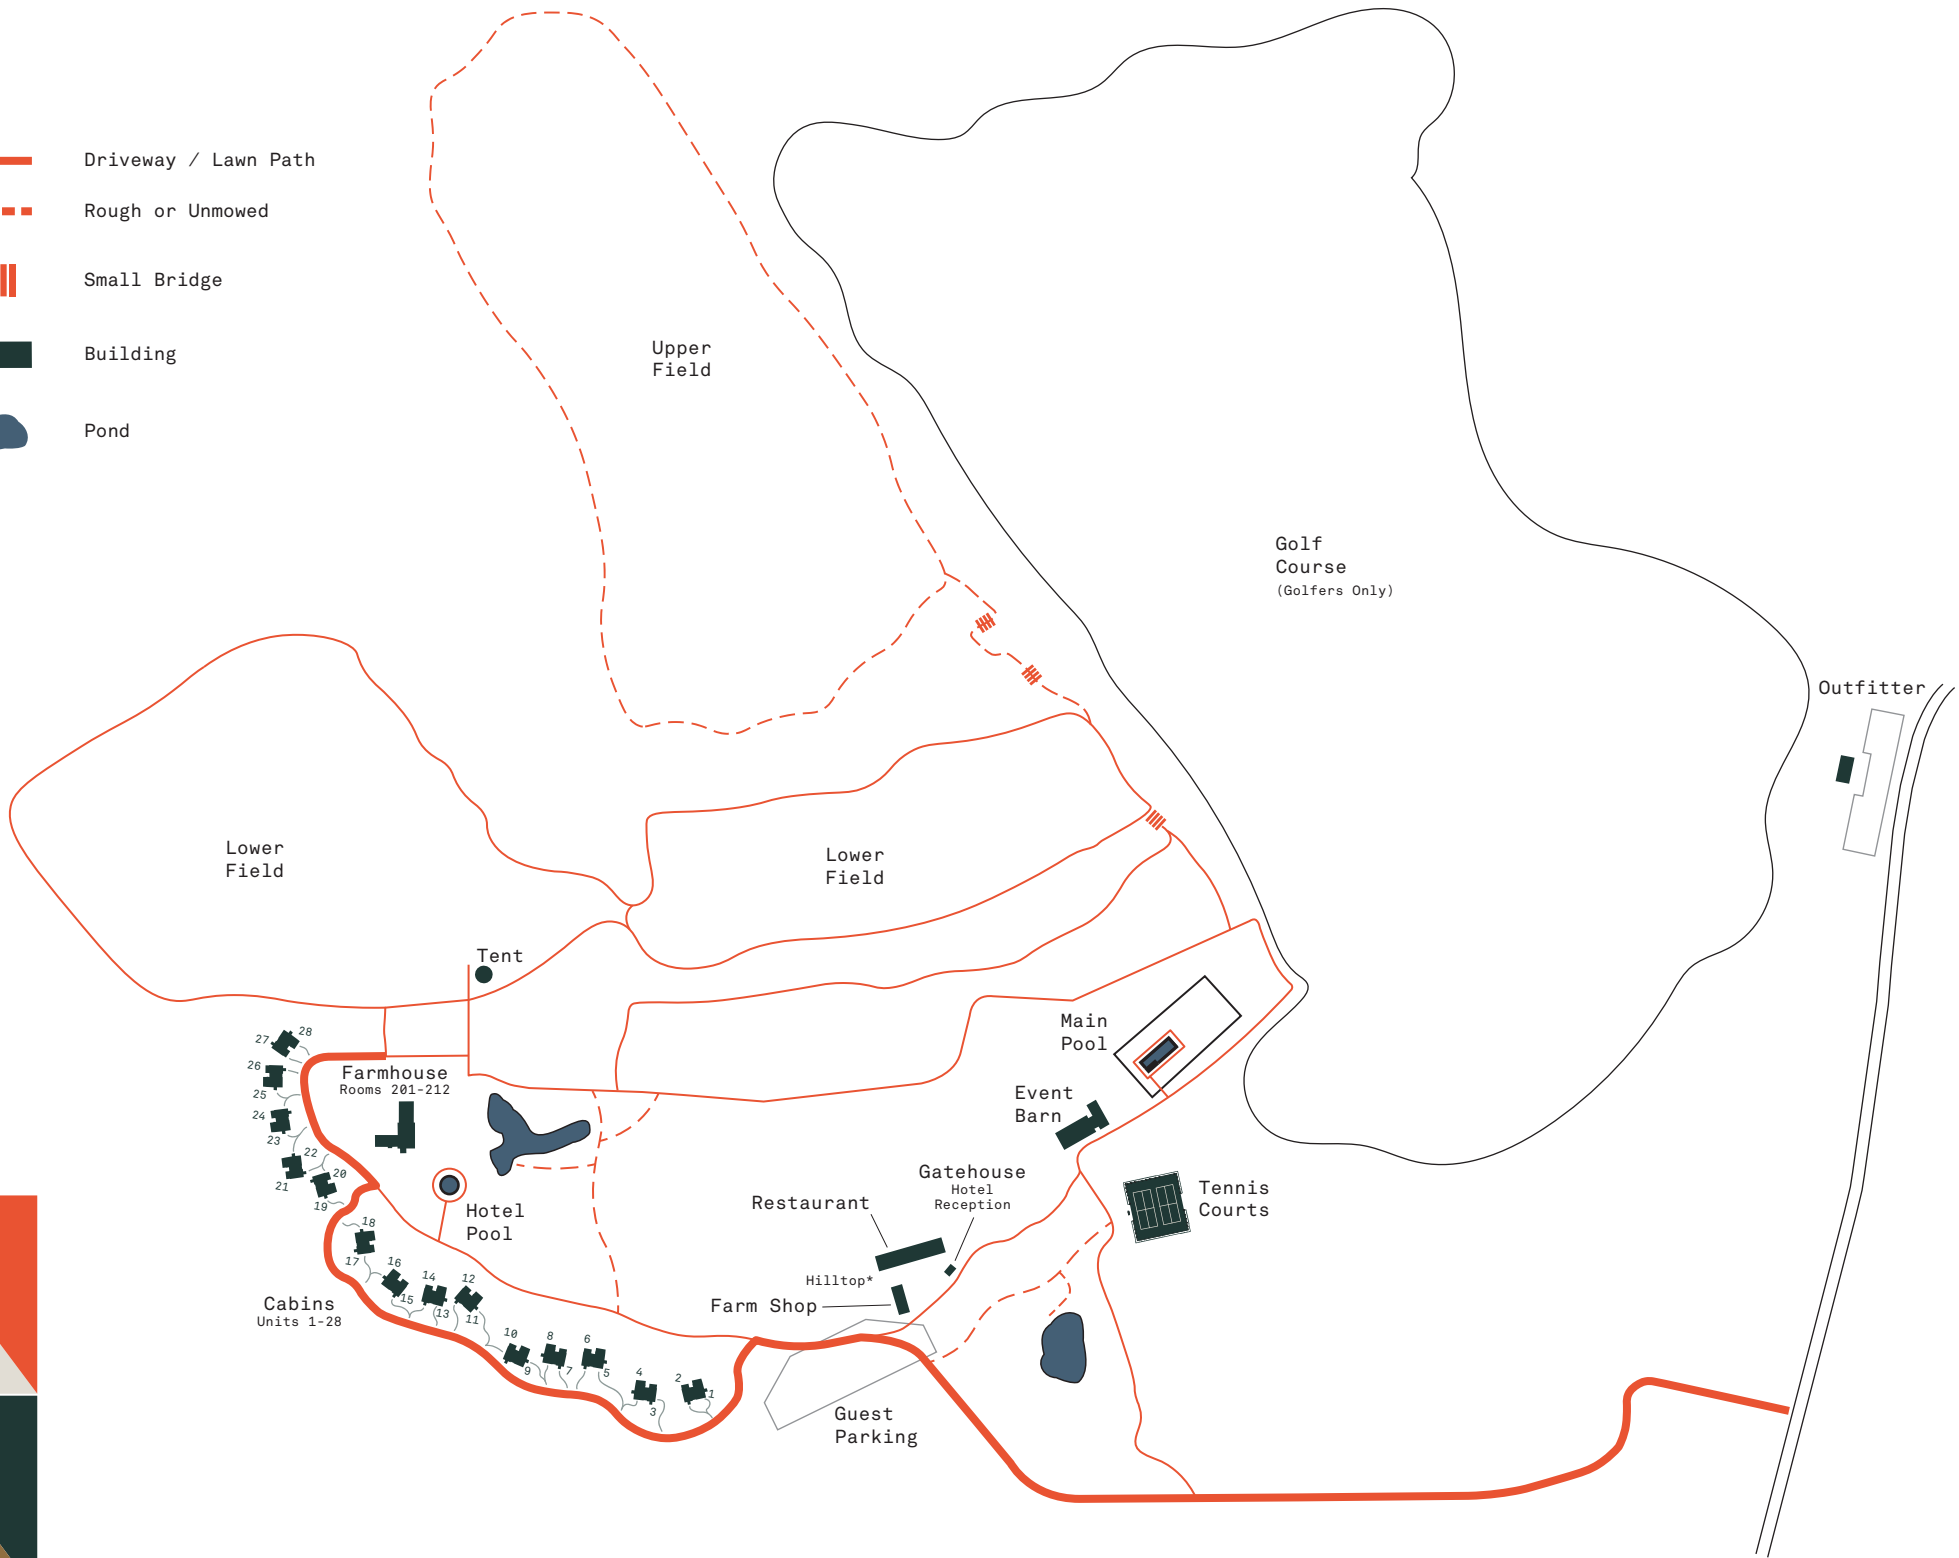 Driveway / Lawn Path
Rough or Unmowed
Small Bridge
Building
Pond
Upper
Field
Golf
Course
(Golfers Only)
Outfitter
Lower
Field
Lower
Field
Tent
Main
Pool
Event
Barn
Farmhouse
Rooms 201-212
Hotel
Pool
Restaurant
Gatehouse
Hotel
Reception
Tennis
Courts
Hilltop*
Farm Shop
Guest
Parking
Cabins
Units 1-28
28
27
26
25
24
23
22
21
20
19
18
17
16
15
14
13
12
11
10
9
8
7
6
5
4
3
2
1